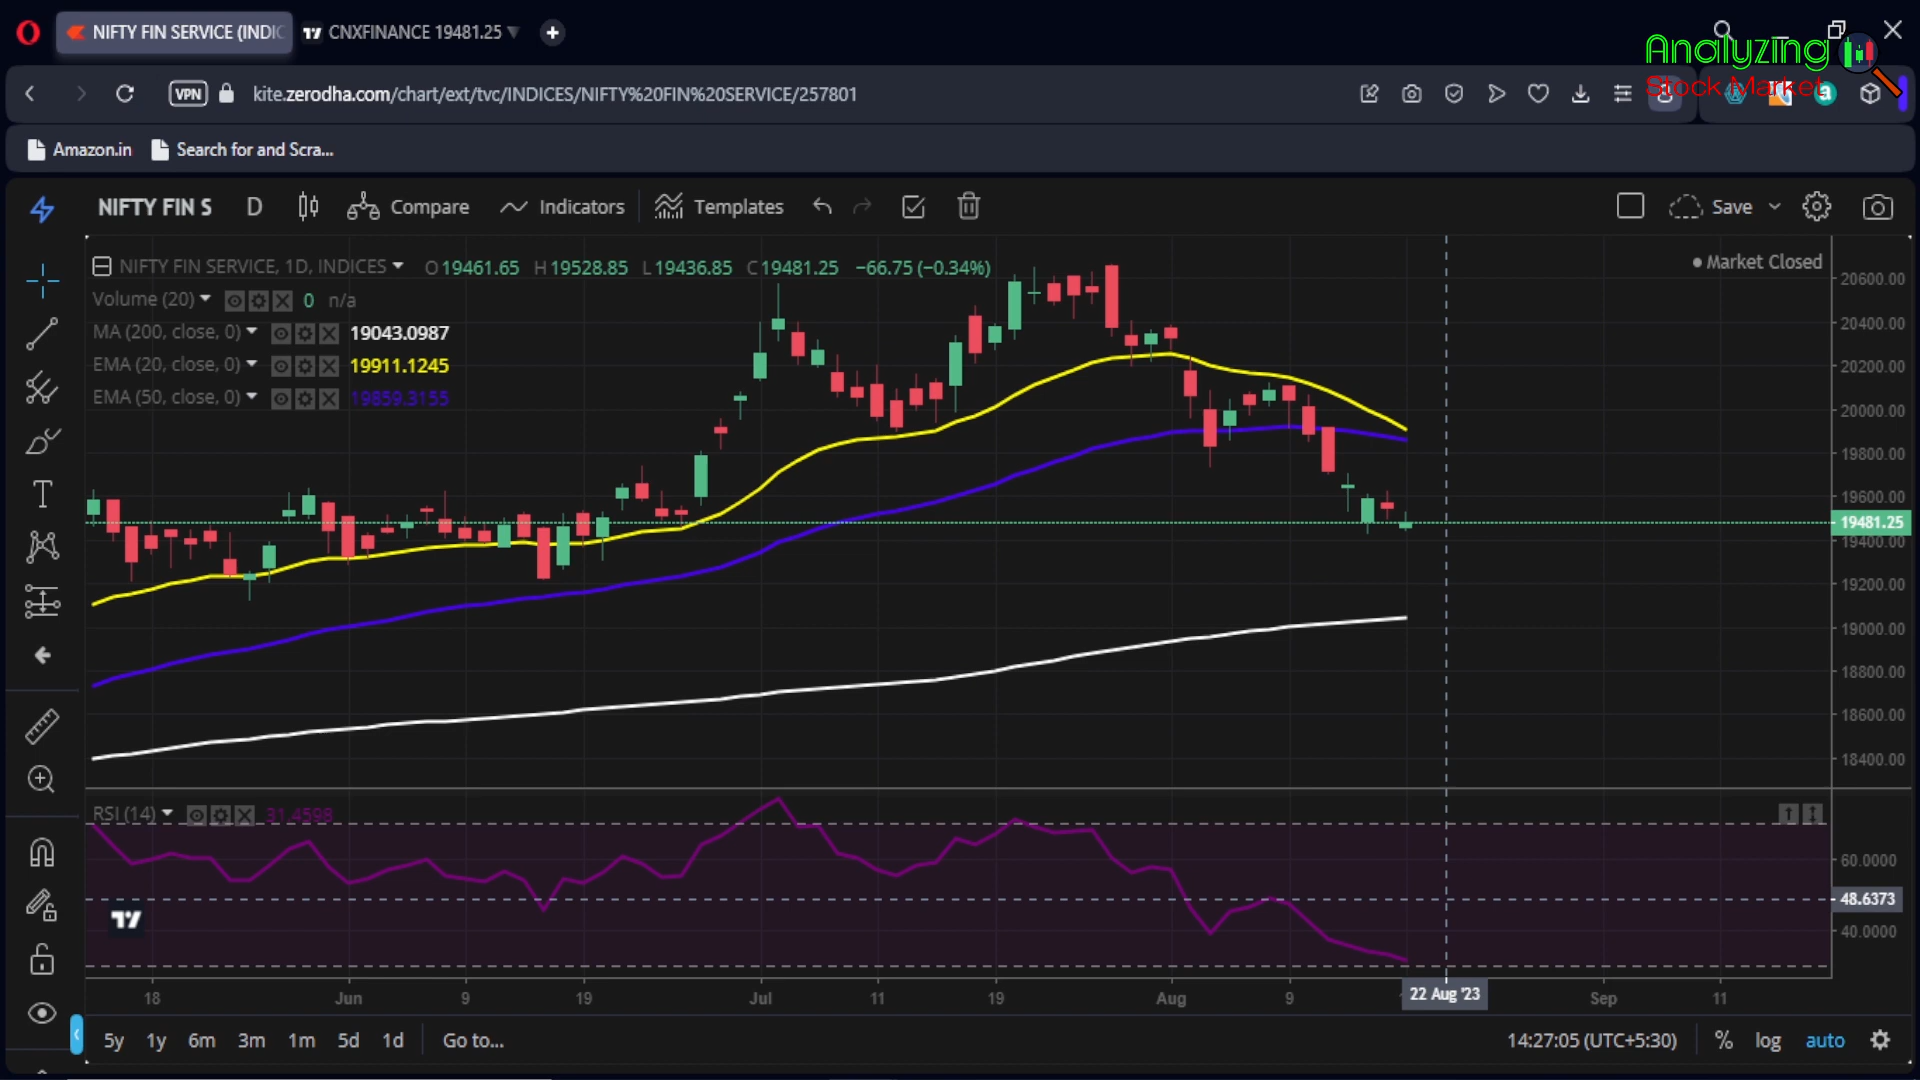 NIFTY FIN SERVICE (INDIC
CNXFINANCE 19481.25
Analyzing
Stock Market
VPN
kite.zerodha.com/chart/ext/tvc/INDICES/NIFTY%20FIN%20SERVICE/257801
Amazon.in
Search for and Scra...
NIFTY FIN S
D
Compare
Indicators
Templates
Save
NIFTY FIN SERVICE, 1D, INDICES
O19461.65 H19528.85 L19436.85 C19481.25 −66.75 (−0.34%)
Market Closed
Volume (20) 0 n/a
MA (200, close, 0) 19043.0987
EMA (20, close, 0) 19911.1245
EMA (50, close, 0) 19859.3155
20600.00
20400.00
20200.00
20000.00
19800.00
19600.00
19481.25
19400.00
19200.00
19000.00
18800.00
18600.00
18400.00
RSI (14) 31.4598
60.0000
48.6373
40.0000
18 Jun 9 19 Jul 11 19 Aug 9 22 Aug '23 Sep 11
5y 1y 6m 3m 1m 5d 1d Go to...
14:27:05 (UTC+5:30) % log auto